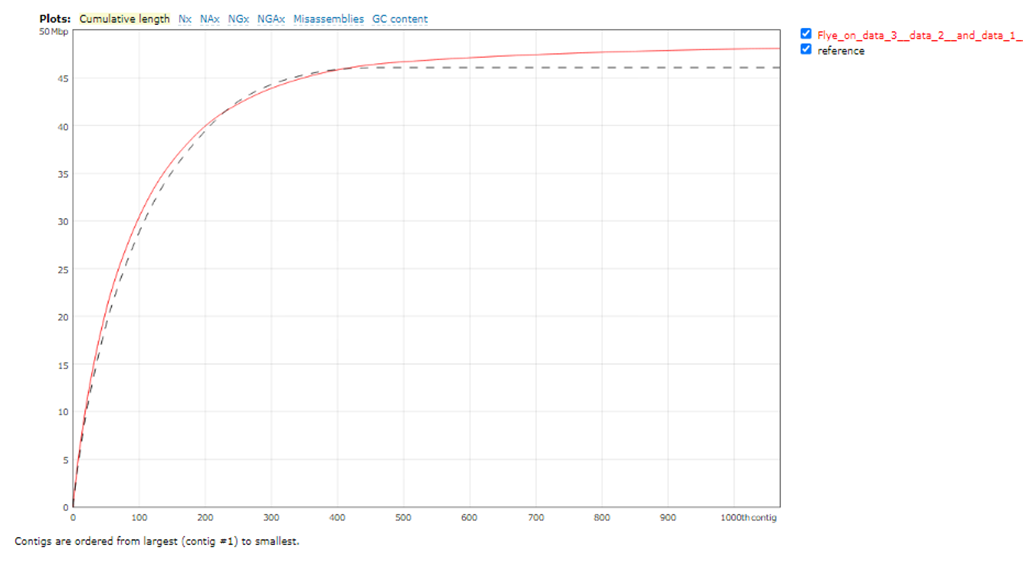 Plots: Cumulative length Nx NAx NGx NGAx Misassemblies GC content
50 Mbp
45
40
35
30
25
20
15
10
5
0
0 100 200 300 400 500 600 700 800 900 1000th contig
Contigs are ordered from largest (contig #1) to smallest.
Flye_on_data_3__data_2__and_data_1_
reference